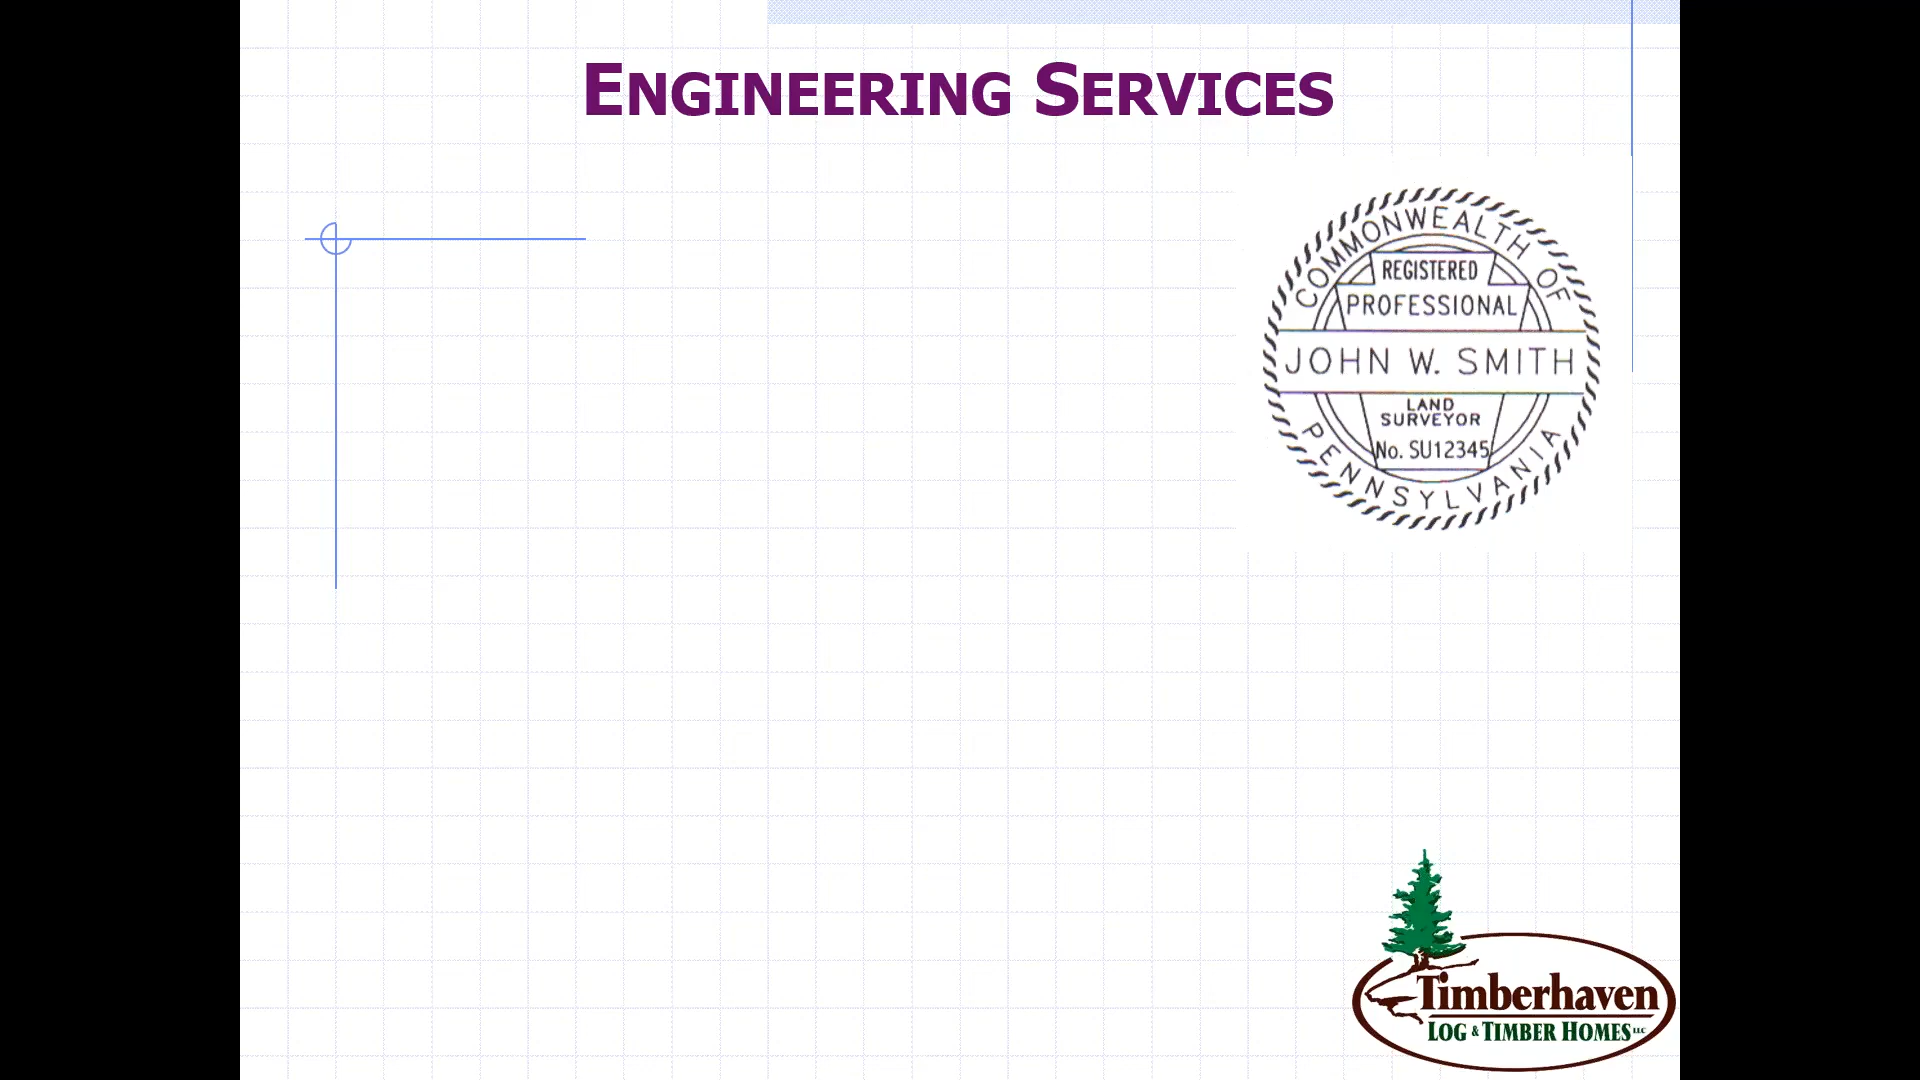 ENGINEERING SERVICES
COMMONWEALTH OF
REGISTERED
PROFESSIONAL
JOHN W. SMITH
LAND
SURVEYOR
No. SU12345
PENNSYLVANIA
Timberhaven
LOG & TIMBER HOMES LLC